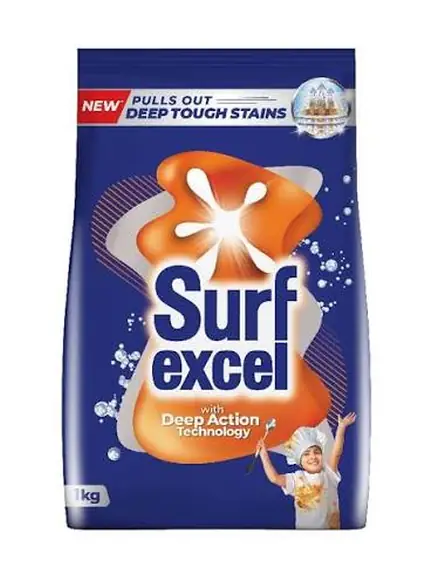 NEW
PULLS OUT
DEEP TOUGH STAINS
Surf
excel
with
Deep Action
Technology
1kg